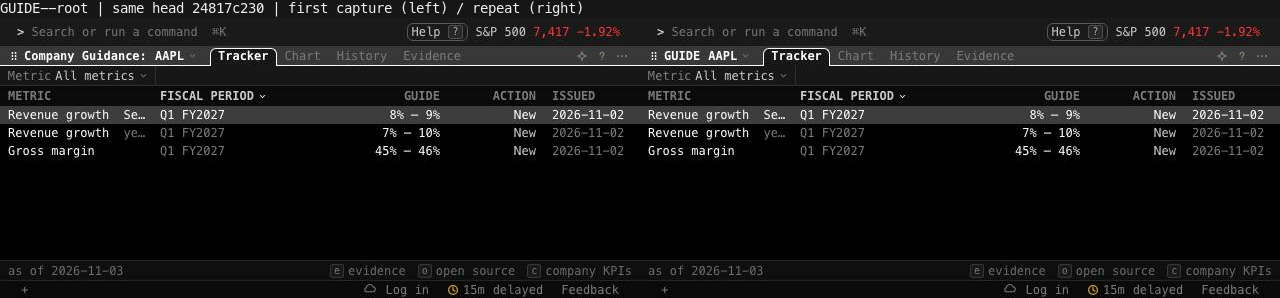 GUIDE--root | same head 24817c230 | first capture (left) / repeat (right)
> Search or run a command ⌘K Help ? S&P 500 7,417 −1.92% > Search or run a command ⌘K Help ? S&P 500 7,417 −1.92%
Company Guidance: AAPL Tracker Chart History Evidence ? ⋯ GUIDE AAPL Tracker Chart History Evidence ? ⋯
Metric All metrics Metric All metrics
METRIC FISCAL PERIOD GUIDE ACTION ISSUED METRIC FISCAL PERIOD GUIDE ACTION ISSUED
Revenue growth Se… Q1 FY2027 8% – 9% New 2026-11-02 Revenue growth Se… Q1 FY2027 8% – 9% New 2026-11-02
Revenue growth ye… Q1 FY2027 7% – 10% New 2026-11-02 Revenue growth ye… Q1 FY2027 7% – 10% New 2026-11-02
Gross margin Q1 FY2027 45% – 46% New 2026-11-02 Gross margin Q1 FY2027 45% – 46% New 2026-11-02
as of 2026-11-03 e evidence o open source c company KPIs as of 2026-11-03 e evidence o open source c company KPIs
+ Log in 15m delayed Feedback + Log in 15m delayed Feedback